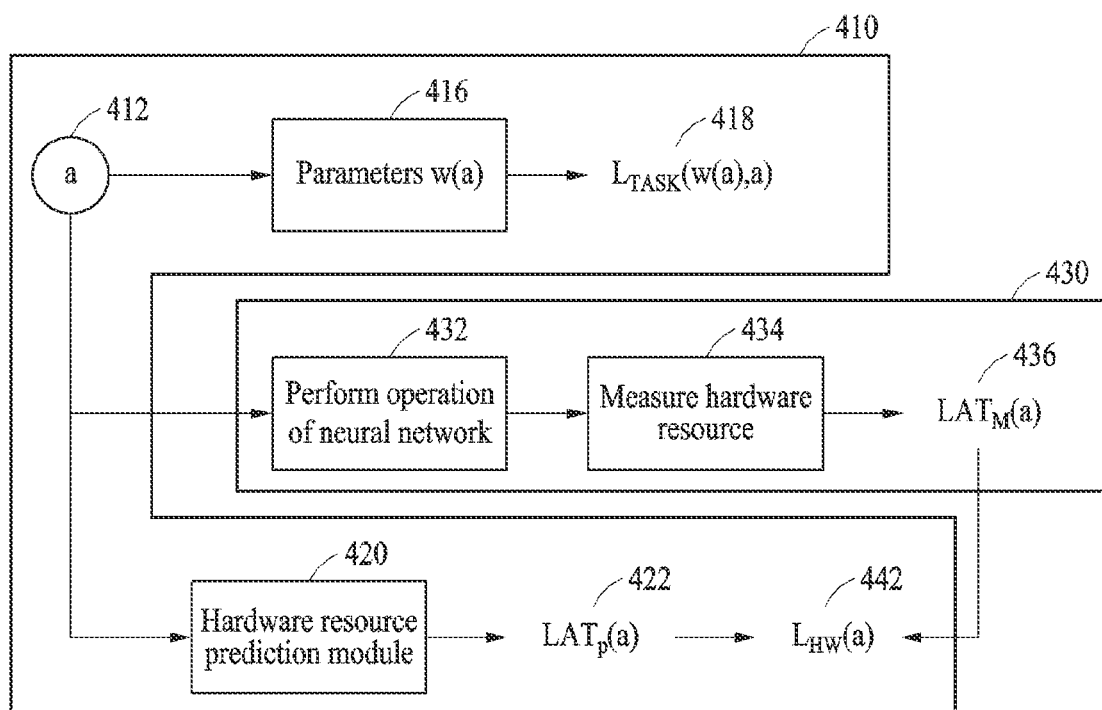 410
412
416
418
a
Parameters w(a)
L_TASK(w(a),a)
430
432
434
436
Perform operation
of neural network
Measure hardware
resource
LAT_M(a)
420
422
442
Hardware resource
prediction module
LAT_p(a)
L_HW(a)